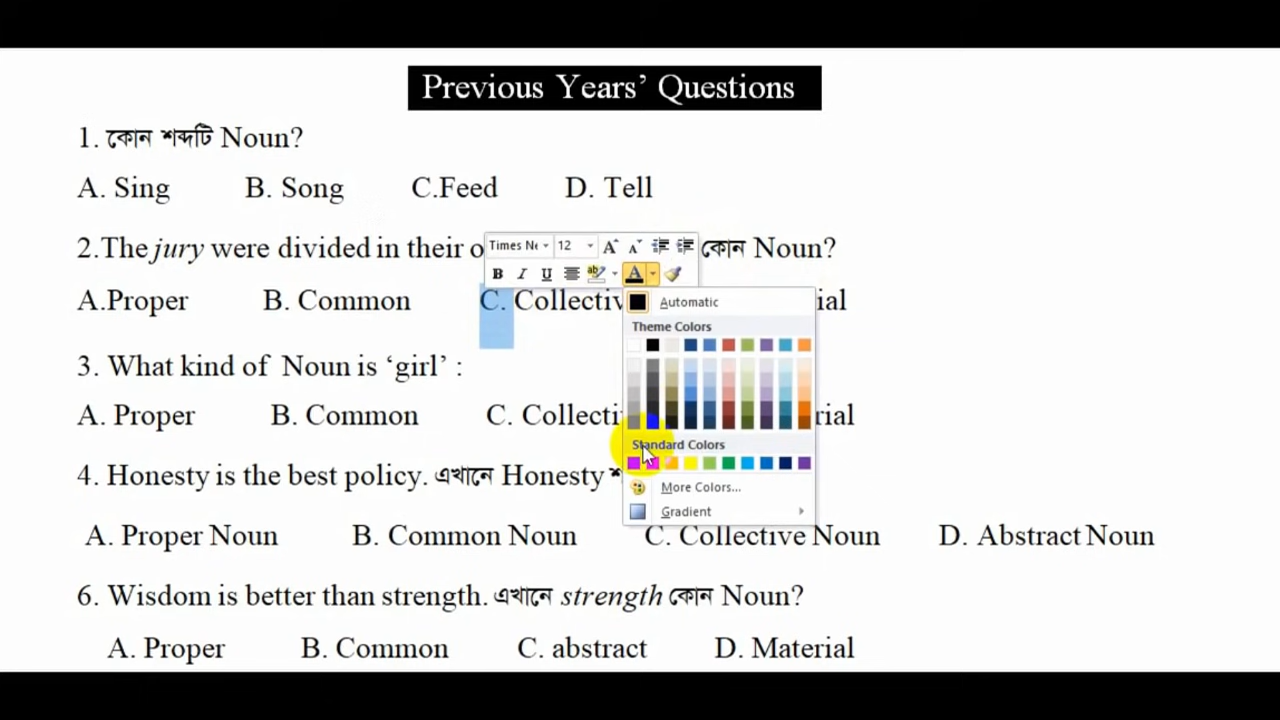 Previous Years’ Questions
1. কোন শব্দটি Noun?
A. Sing B. Song C.Feed D. Tell
2.The jury were divided in their কোন Noun?
Times Ne 12
B I U A
A.Proper B. Common C. Collectiv
Automatic
Theme Colors
3. What kind of Noun is ‘girl’ :
A. Proper B. Common C. Collecti
Standard Colors
4. Honesty is the best policy. এখানে Honesty
More Colors...
Gradient
A. Proper Noun B. Common Noun C. Collective Noun D. Abstract Noun
6. Wisdom is better than strength. এখানে strength কোন Noun?
A. Proper B. Common C. abstract D. Material